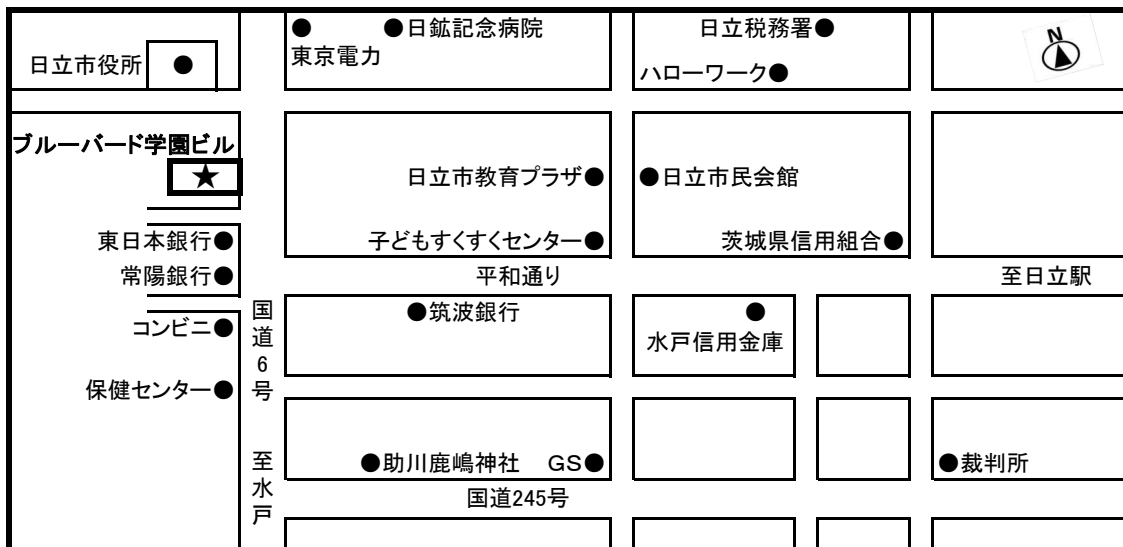 ●
●日鉱記念病院
東京電力
日立税務署●
ハローワーク●
N
日立市役所 ●
ブルーバード学園ビル
★
日立市教育プラザ●
●日立市民会館
東日本銀行●
子どもすくすくセンター●
茨城県信用組合●
常陽銀行●
平和通り
至日立駅
コンビニ●
国道6号
●筑波銀行
●
水戸信用金庫
保健センター●
至水戸
●助川鹿嶋神社 GS●
●裁判所
国道245号